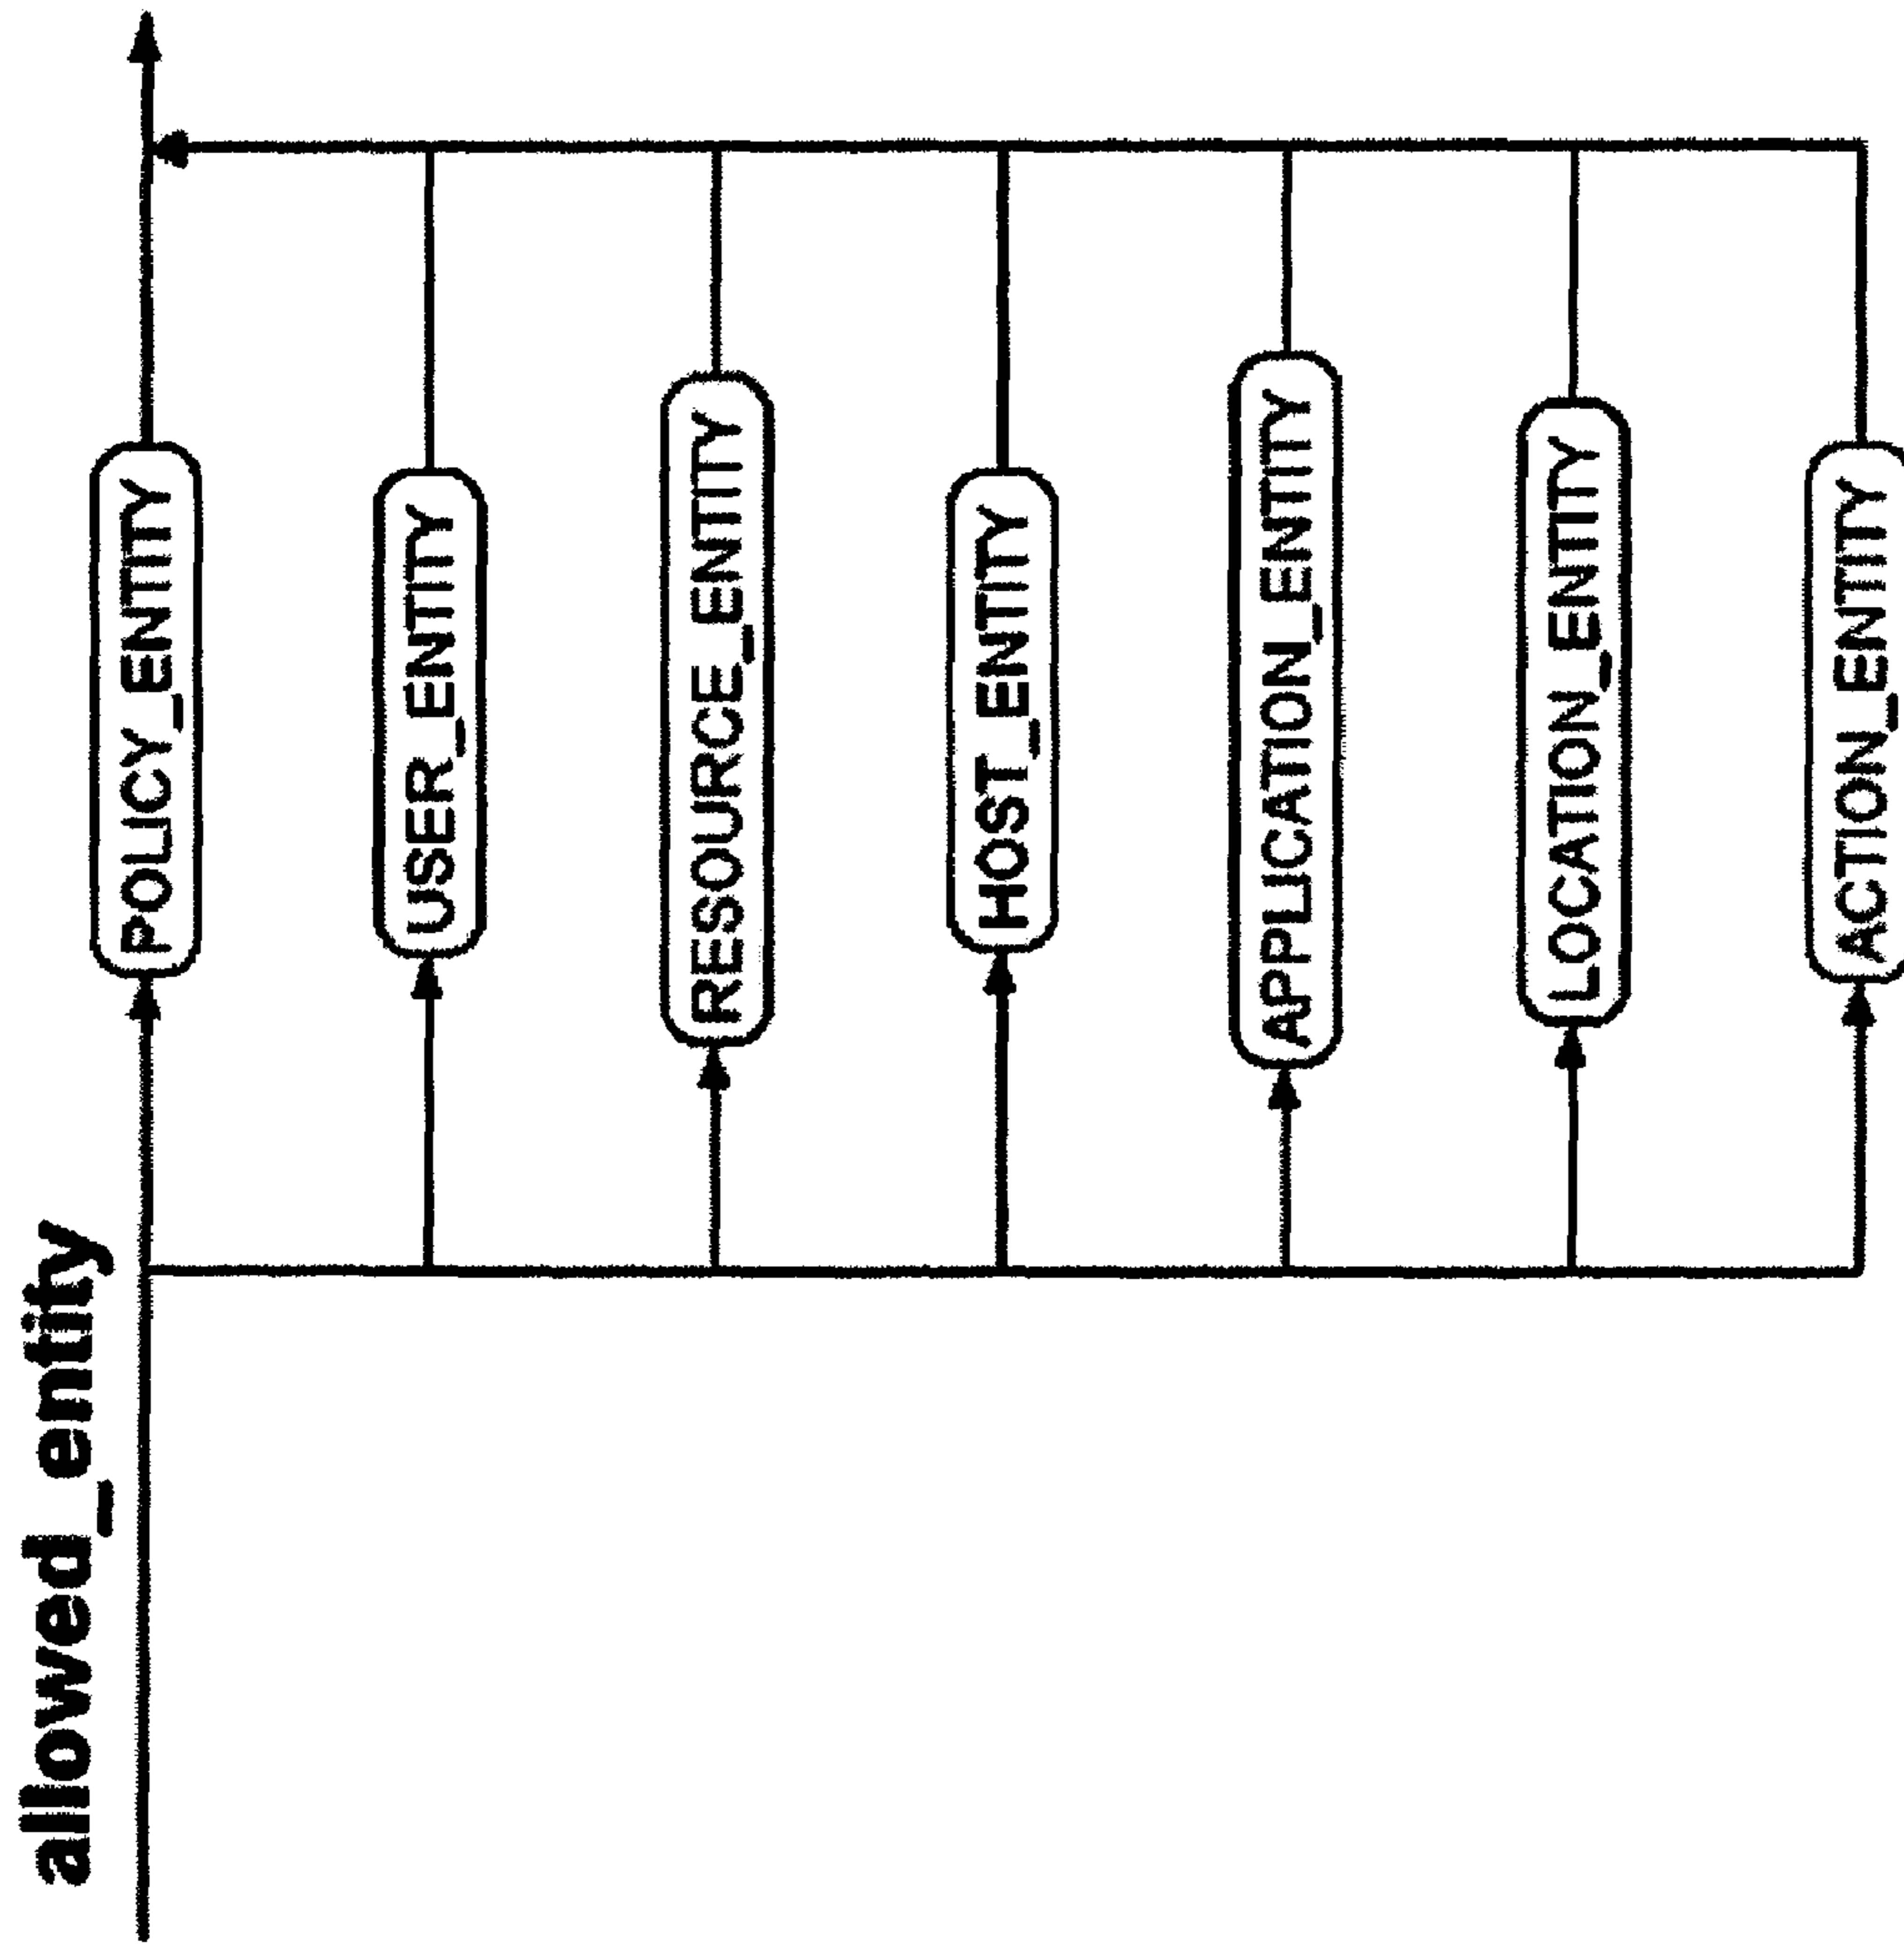 allowed_entity
POLICY_ENTITY
USER_ENTITY
RESOURCE_ENTITY
HOST_ENTITY
APPLICATION_ENTITY
LOCATION_ENTITY
ACTION_ENTITY